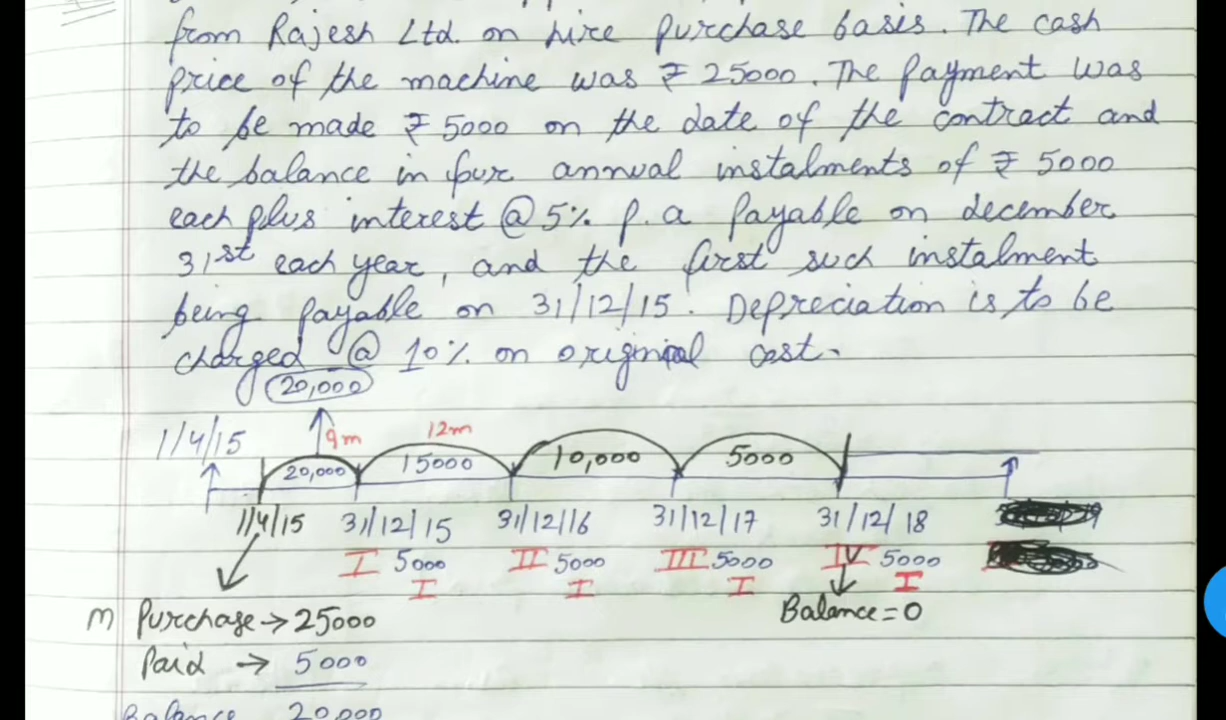 from Rajesh Ltd. on hire purchase basis. The cash
price of the machine was ₹ 25000. The Payment was
to be made ₹ 5000 on the date of the contract and
the balance in four annual instalments of ₹ 5000
each plus interest @ 5% p.a payable on december
31st each year, and the first such instalment
being payable on 31/12/15. Depreciation is to be
charged @ 10% on original cost.
20,000
1/4/15 9m 12m
20,000 15000 10,000 5000
1/4/15 31/12/15 31/12/16 31/12/17 31/12/18
I 5000 II 5000 III 5000 IV 5000
I I I I
Balance = 0
m Purchase → 25000
Paid → 5000
Balance 20000